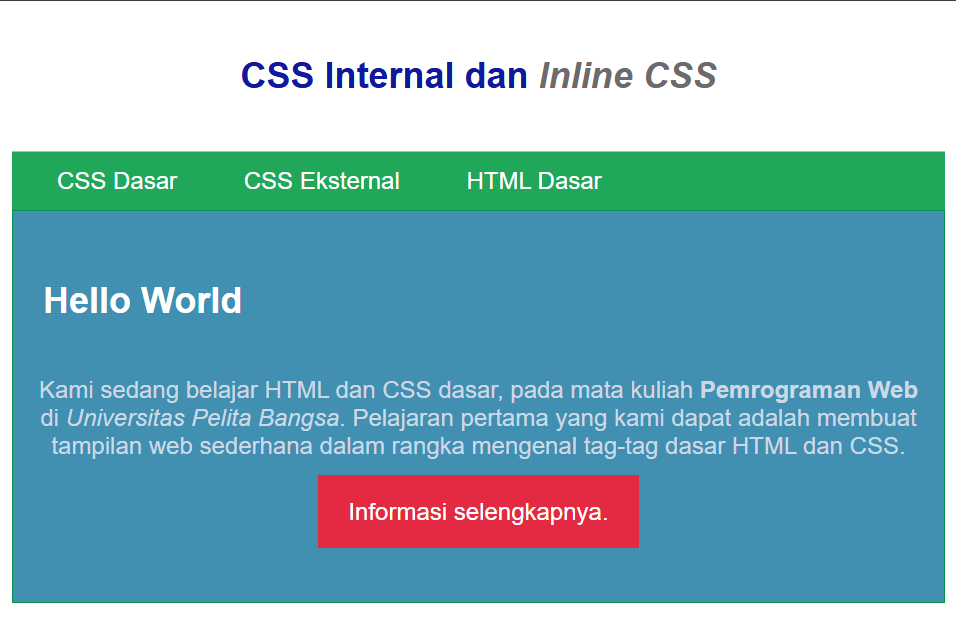 CSS Internal dan Inline CSS
CSS Dasar CSS Eksternal HTML Dasar
Hello World
Kami sedang belajar HTML dan CSS dasar, pada mata kuliah Pemrograman Web
di Universitas Pelita Bangsa. Pelajaran pertama yang kami dapat adalah membuat
tampilan web sederhana dalam rangka mengenal tag-tag dasar HTML dan CSS.
Informasi selengkapnya.